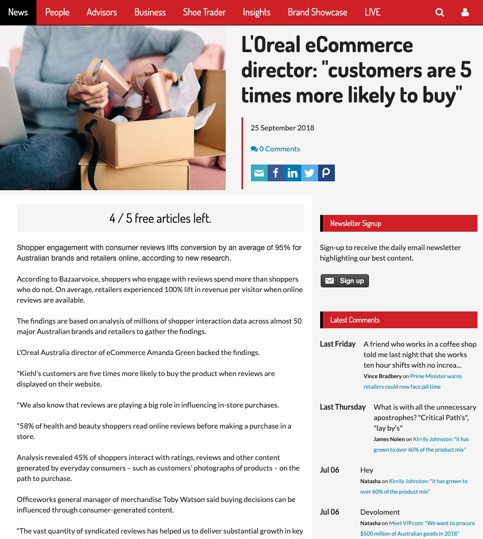 News People Advisors Business Shoe Trader Insights Brand Showcase LIVE
L'Oreal eCommerce
director: "customers are 5
times more likely to buy"
25 September 2018
0 Comments
4 / 5 free articles left.
Shopper engagement with consumer reviews lifts conversion by an average of 95% for
Australian brands and retailers online, according to new research.
According to Bazaarvoice, shoppers who engage with reviews spend more than shoppers
who do not. On average, retailers experienced 100% lift in revenue per visitor when online
reviews are available.
The findings are based on analysis of millions of shopper interaction data across almost 50
major Australian brands and retailers to gather the findings.
L'Oreal Australia director of eCommerce Amanda Green backed the findings.
"Kiehl's customers are five times more likely to buy the product when reviews are
displayed on their website.
"We also know that reviews are playing a big role in influencing in-store purchases.
"58% of health and beauty shoppers read online reviews before making a purchase in a
store.
Analysis revealed 45% of shoppers interact with ratings, reviews and other content
generated by everyday consumers – such as customers' photographs of products – on the
path to purchase.
Officeworks general manager of merchandise Toby Watson said buying decisions can be
influenced through consumer-generated content.
"The vast quantity of syndicated reviews has helped us to deliver substantial growth in key
Newsletter Signup
Sign-up to receive the daily email newsletter
highlighting our best content.
Sign up
Latest Comments
Last Friday A friend who works in a coffee shop
told me last night that she works
ten hour shifts with no increa...
Vince Bradbery on Prime Minister warns
retailers could now face jail time
Last Thursday What is with all the unnecessary
apostrophes? "Critical Path's",
"lay by's"
James Nolen on Kirrily Johnston: "it has
grown to over 60% of the product mix"
Jul 06 Hey
Natasha on Kirrily Johnston: "it has grown to
over 60% of the product mix"
Jul 06 Devoloment
Natasha on Meet VIP.com: "We want to procure
$500 million of Australian goods in 2018"